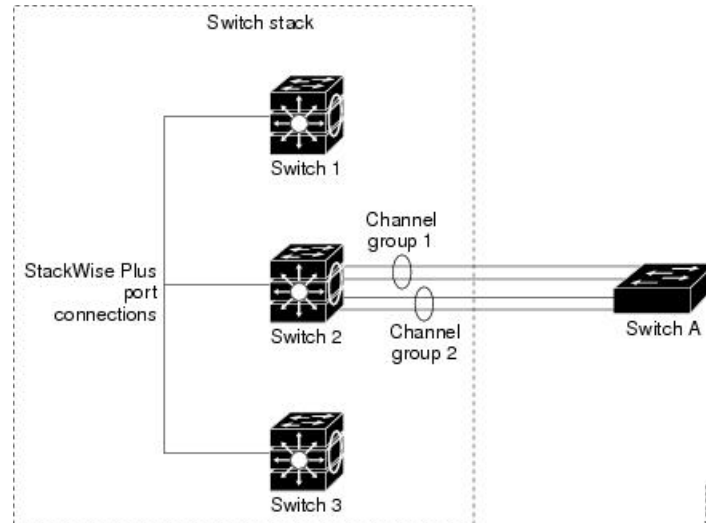 Switch stack
Switch 1
Channel
group 1
StackWise Plus
port
connections
Switch 2
Channel
group 2
Switch A
Switch 3